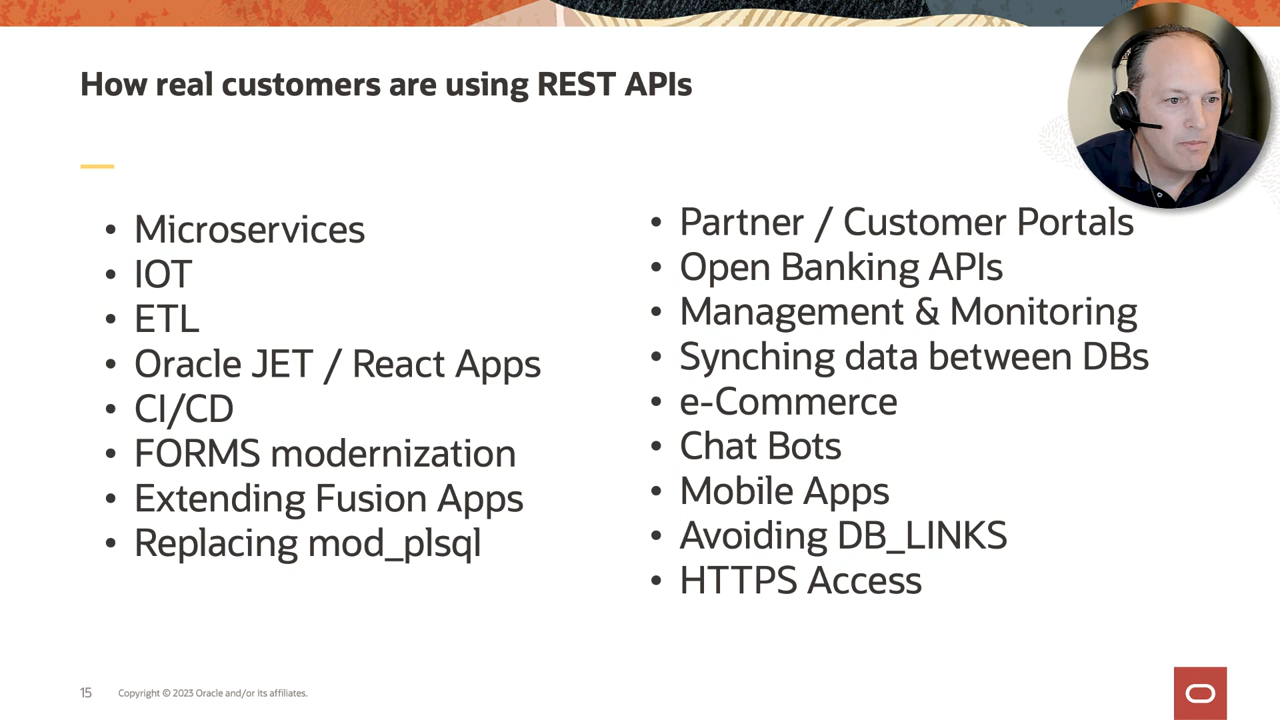 How real customers are using REST APIs
• Microservices
• IOT
• ETL
• Oracle JET / React Apps
• CI/CD
• FORMS modernization
• Extending Fusion Apps
• Replacing mod_plsql
• Partner / Customer Portals
• Open Banking APIs
• Management & Monitoring
• Synching data between DBs
• e-Commerce
• Chat Bots
• Mobile Apps
• Avoiding DB_LINKS
• HTTPS Access
15 Copyright © 2023 Oracle and/or its affiliates.